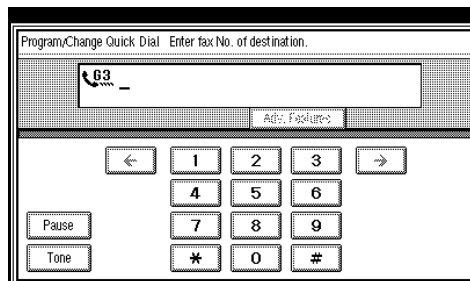 Program/Change Quick Dial Enter fax No. of destination.
G3 _
Adv. Features
← 1 2 3 →
4 5 6
Pause 7 8 9
Tone * 0 #